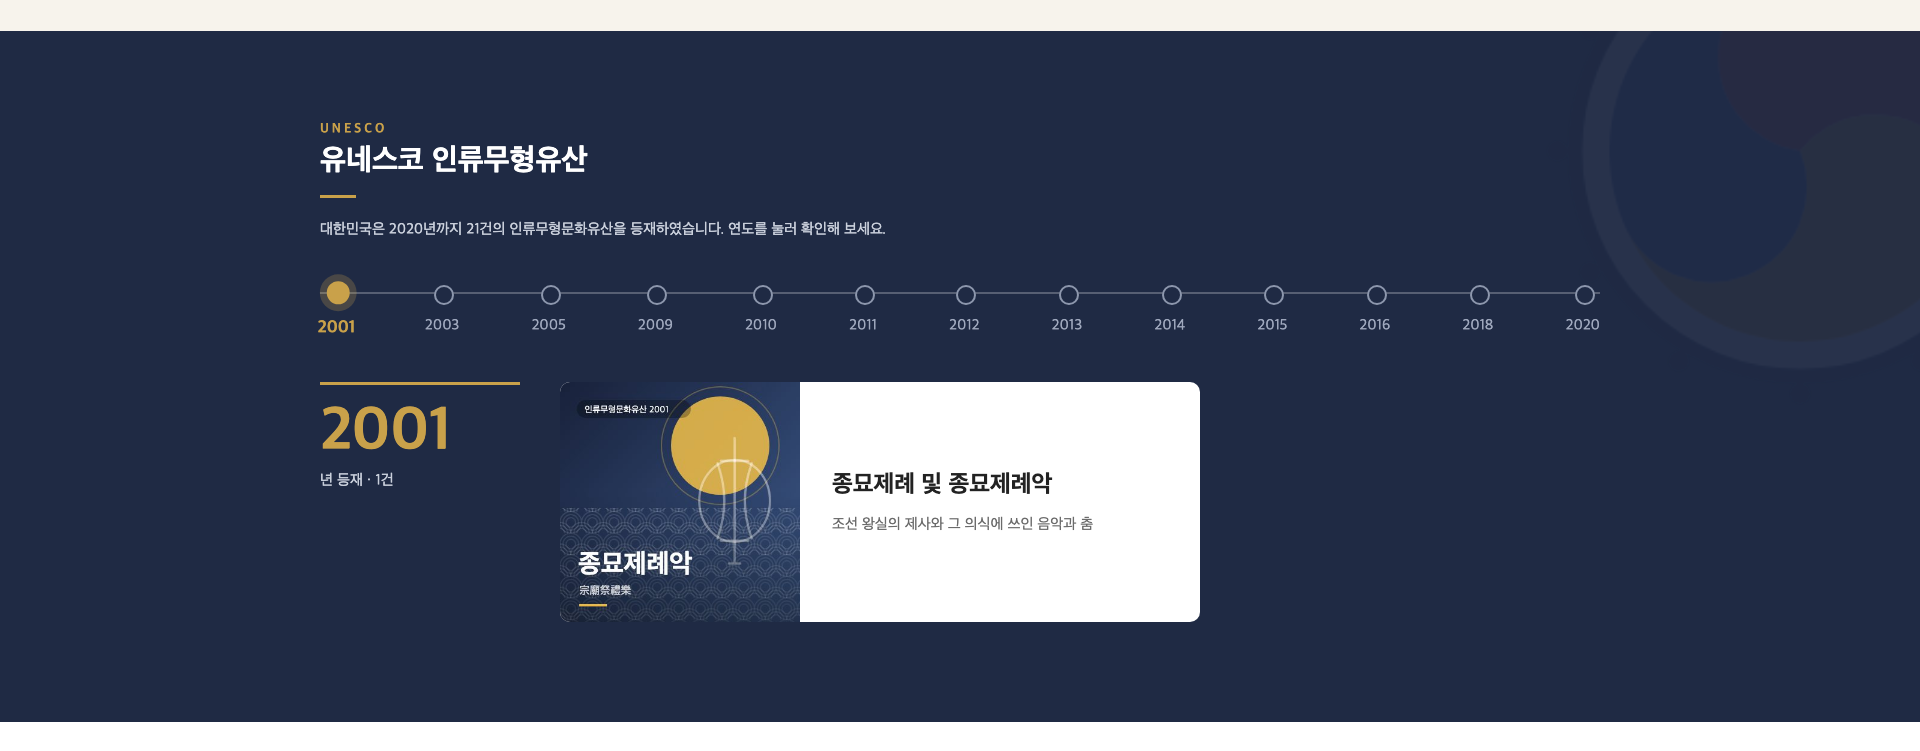 UNESCO
유네스코 인류무형유산
대한민국은 2020년까지 21건의 인류무형문화유산을 등재하였습니다. 연도를 눌러 확인해 보세요.
2001 2003 2005 2009 2010 2011 2012 2013 2014 2015 2016 2018 2020
2001
년 등재 · 1건
인류무형문화유산 2001
종묘제례악
宗廟祭禮樂
종묘제례 및 종묘제례악
조선 왕실의 제사와 그 의식에 쓰인 음악과 춤